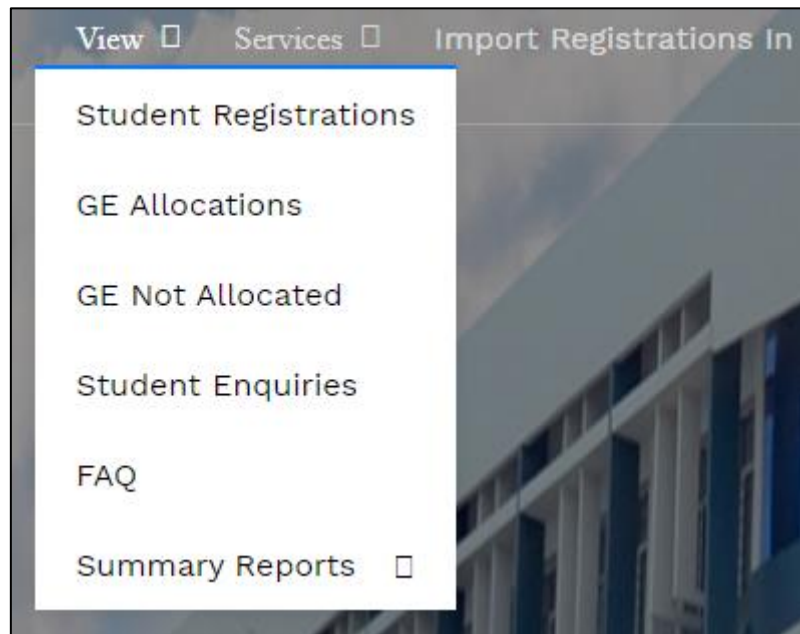 View Services Import Registrations In
Student Registrations
GE Allocations
GE Not Allocated
Student Enquiries
FAQ
Summary Reports